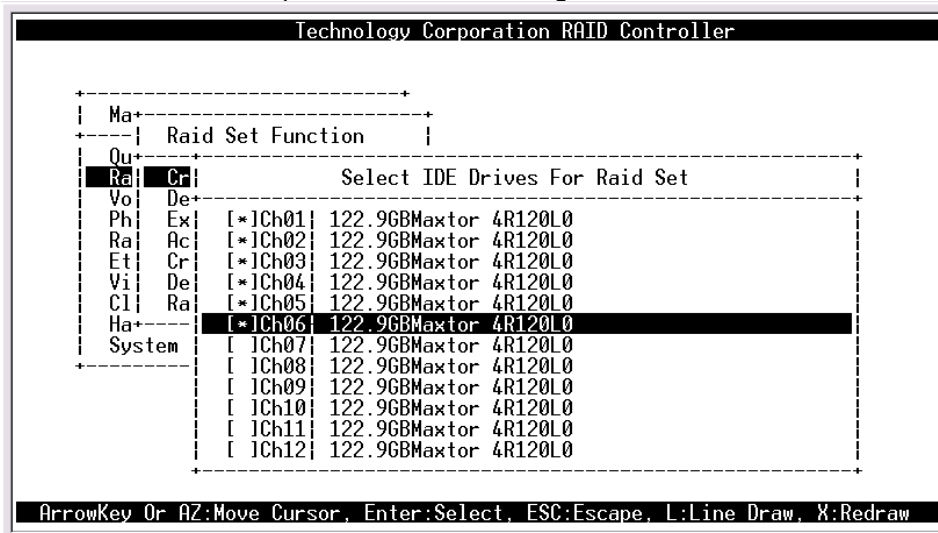 Technology Corporation RAID Controller
Ma
Raid Set Function
Qu
Ra Cr Select IDE Drives For Raid Set
Vo De
Ph Ex [*]Ch01| 122.9GBMaxtor 4R120L0
Ra Ac [*]Ch02| 122.9GBMaxtor 4R120L0
Et Cr [*]Ch03| 122.9GBMaxtor 4R120L0
Vi De [*]Ch04| 122.9GBMaxtor 4R120L0
Cl Ra [*]Ch05| 122.9GBMaxtor 4R120L0
Ha [*]Ch06| 122.9GBMaxtor 4R120L0
System [ ]Ch07| 122.9GBMaxtor 4R120L0
[ ]Ch08| 122.9GBMaxtor 4R120L0
[ ]Ch09| 122.9GBMaxtor 4R120L0
[ ]Ch10| 122.9GBMaxtor 4R120L0
[ ]Ch11| 122.9GBMaxtor 4R120L0
[ ]Ch12| 122.9GBMaxtor 4R120L0
ArrowKey Or AZ:Move Cursor, Enter:Select, ESC:Escape, L:Line Draw, X:Redraw